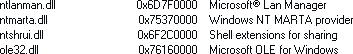 ntlanman.dll 0x6D7F0000 Microsoft® Lan Manager
ntmarta.dll 0x75370000 Windows NT MARTA provider
ntshrui.dll 0x6F2C0000 Shell extensions for sharing
ole32.dll 0x76160000 Microsoft OLE for Windows